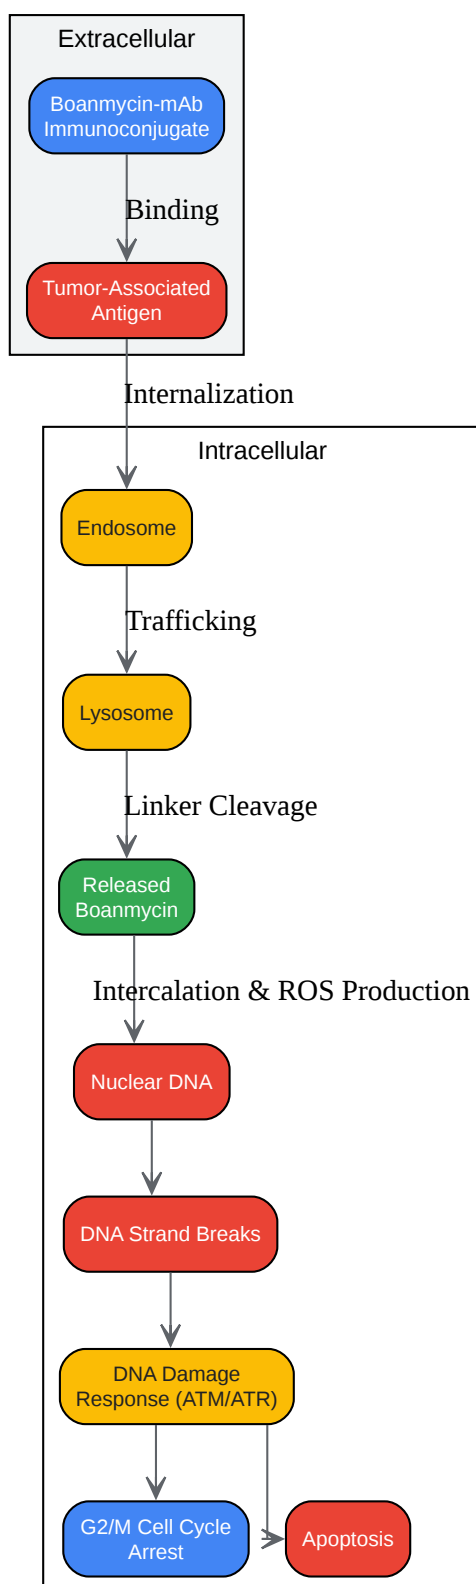 Extracellular
Boanmycin-mAb
Immunoconjugate
Binding
Tumor-Associated
Antigen
Internalization
Intracellular
Endosome
Trafficking
Lysosome
Linker Cleavage
Released
Boanmycin
Intercalation & ROS Production
Nuclear DNA
DNA Strand Breaks
DNA Damage
Response (ATM/ATR)
G2/M Cell Cycle
Arrest
Apoptosis